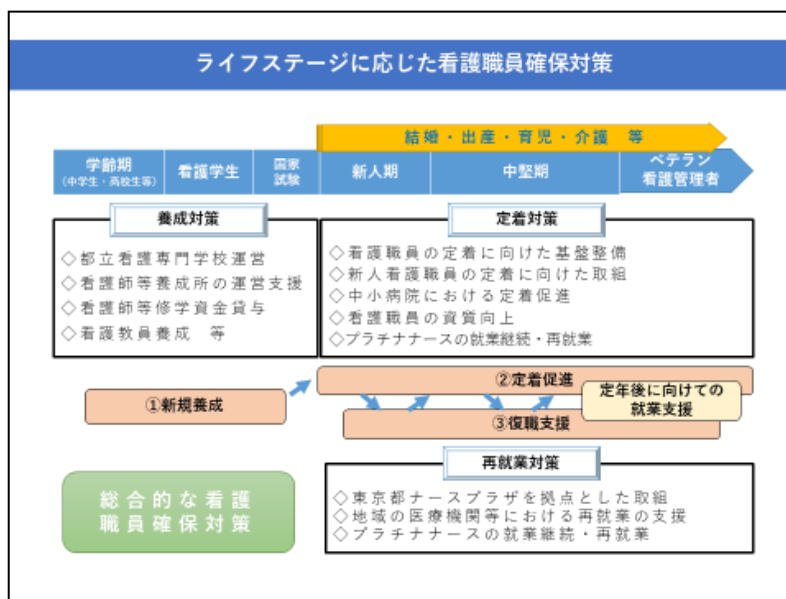 ライフステージに応じた看護職員確保対策
結婚・出産・育児・介護 等
学齢期
(中学生・高校生等)
看護学生
国家
試験
新人期
中堅期
ベテラン
看護管理者
養成対策
◇都立看護専門学校運営
◇看護師等養成所の運営支援
◇看護師等修学資金貸与
◇看護教員養成 等
定着対策
◇看護職員の定着に向けた基盤整備
◇新人看護職員の定着に向けた取組
◇中小病院における定着促進
◇看護職員の資質向上
◇プラチナナースの就業継続・再就業
①新規養成
②定着促進
定年後に向けての
就業支援
③復職支援
再就業対策
◇東京都ナースプラザを拠点とした取組
◇地域の医療機関等における再就業の支援
◇プラチナナースの就業継続・再就業
総合的な看護
職員確保対策